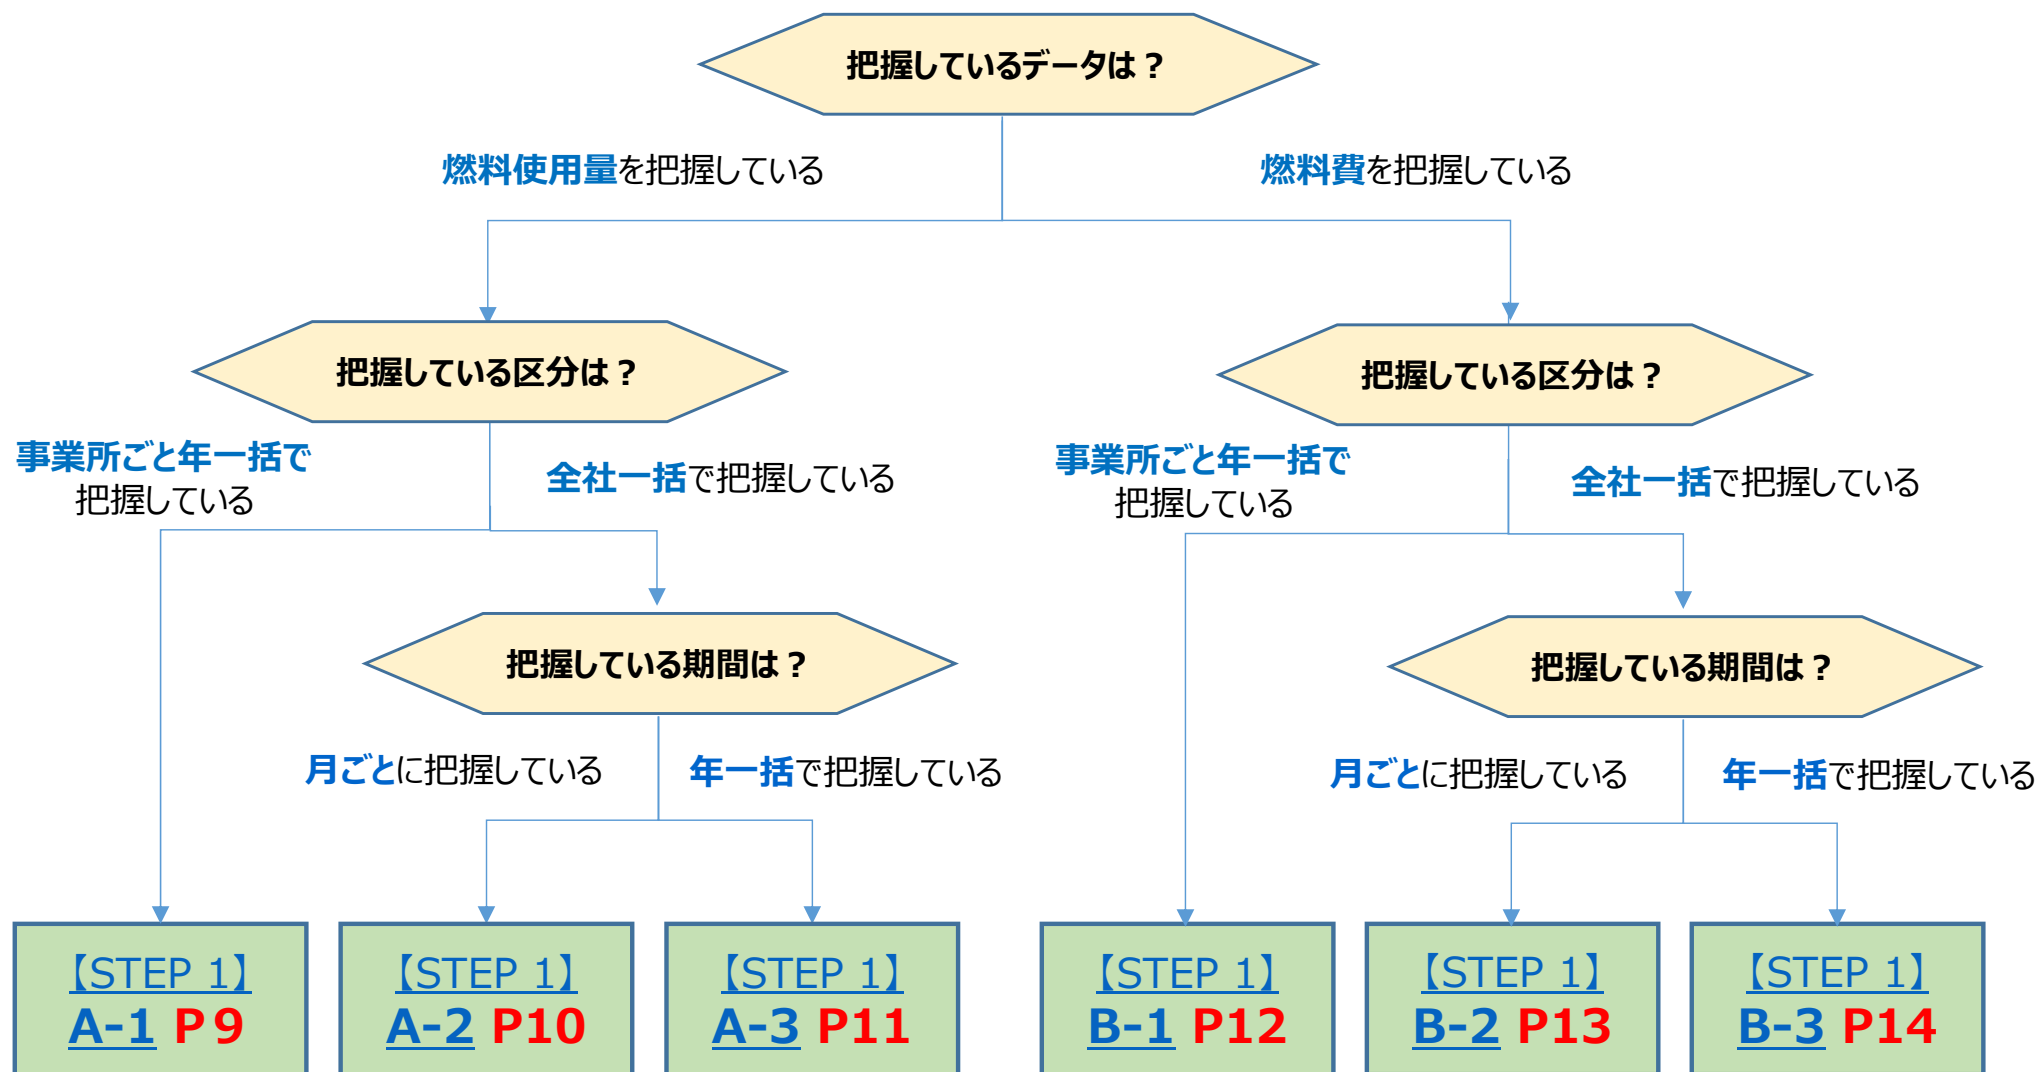 把握しているデータは？
燃料使用量を把握している
燃料費を把握している
把握している区分は？
把握している区分は？
事業所ごと年一括で
把握している
全社一括で把握している
事業所ごと年一括で
把握している
全社一括で把握している
把握している期間は？
把握している期間は？
月ごとに把握している
年一括で把握している
月ごとに把握している
年一括で把握している
【STEP 1】
A-1 P9
【STEP 1】
A-2 P10
【STEP 1】
A-3 P11
【STEP 1】
B-1 P12
【STEP 1】
B-2 P13
【STEP 1】
B-3 P14